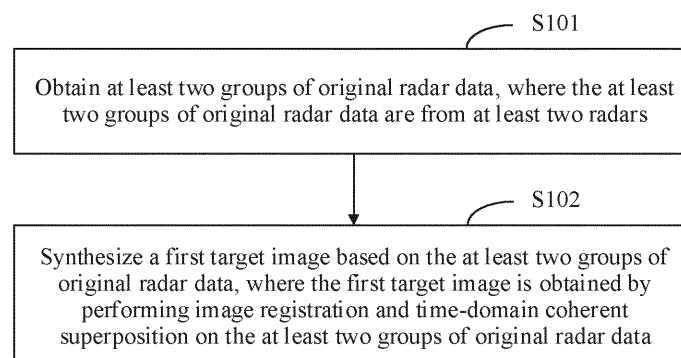 S101
Obtain at least two groups of original radar data, where the at least
two groups of original radar data are from at least two radars
S102
Synthesize a first target image based on the at least two groups of
original radar data, where the first target image is obtained by
performing image registration and time-domain coherent
superposition on the at least two groups of original radar data